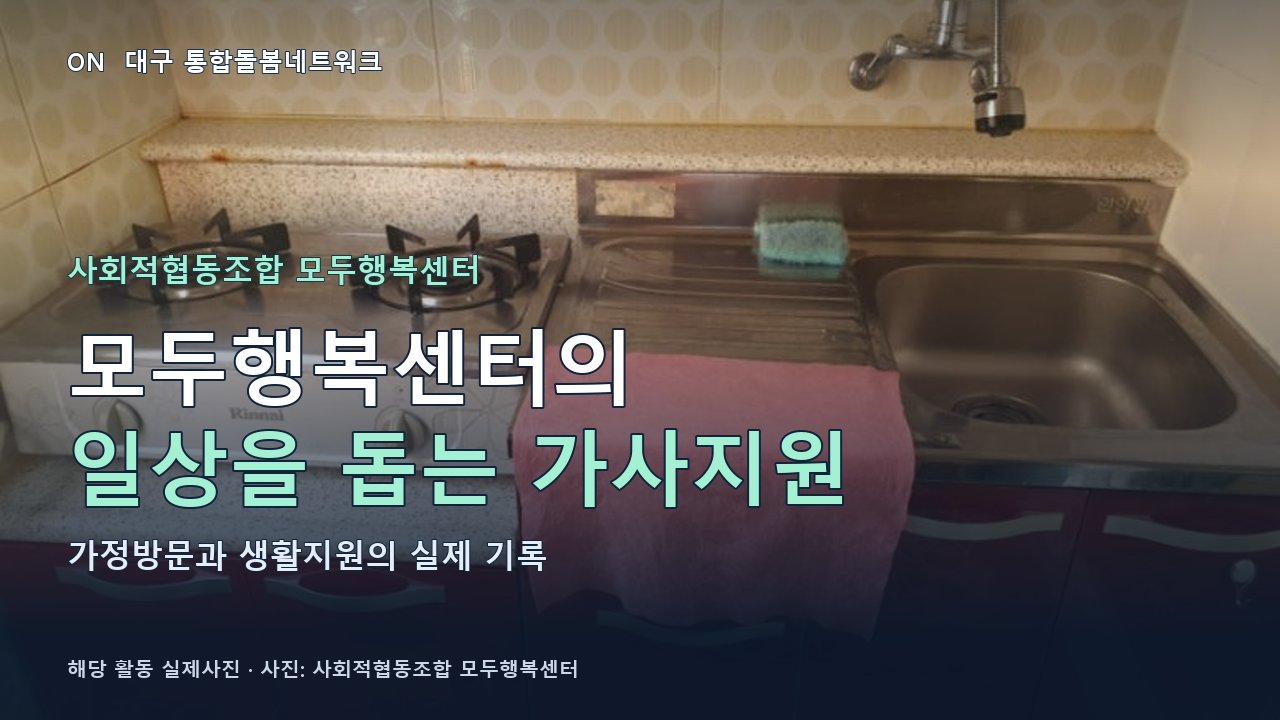 ON 대구 통합돌봄네트워크
사회적협동조합 모두행복센터
모두행복센터의
일상을 돕는 가사지원
Rinnai
가정방문과 생활지원의 실제 기록
해당 활동 실제사진 · 사진: 사회적협동조합 모두행복센터